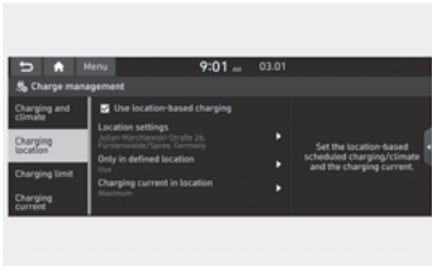 Menu
9:01 AM
03.01
Charge management
Charging and
climate
Charging
location
Charging limit
Charging
current
Use location-based charging
Location settings
Julian-Marchlewski-Straße 26,
Fürstenwalde/Spree, Germany
Only in defined location
Use
Charging current in location
Maximum
Set the location-based
scheduled charging/climate
and the charging current.